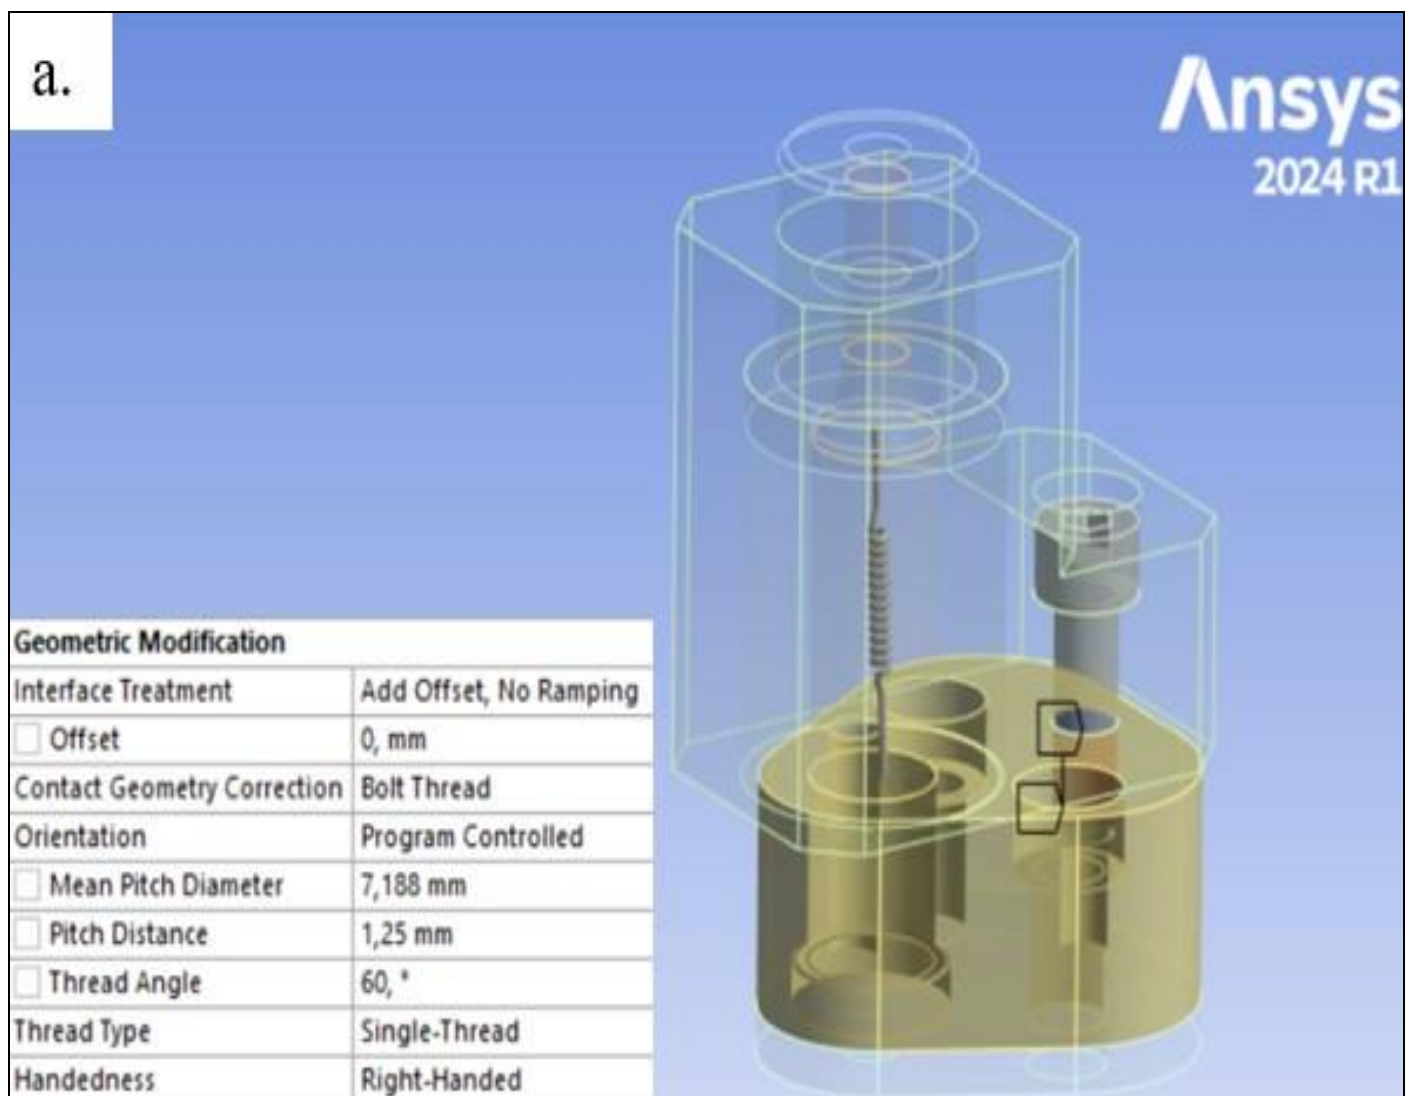 a.
Ansys
2024 R1
Geometric Modification
Interface Treatment Add Offset, No Ramping
Offset 0, mm
Contact Geometry Correction Bolt Thread
Orientation Program Controlled
Mean Pitch Diameter 7,188 mm
Pitch Distance 1,25 mm
Thread Angle 60, °
Thread Type Single-Thread
Handedness Right-Handed